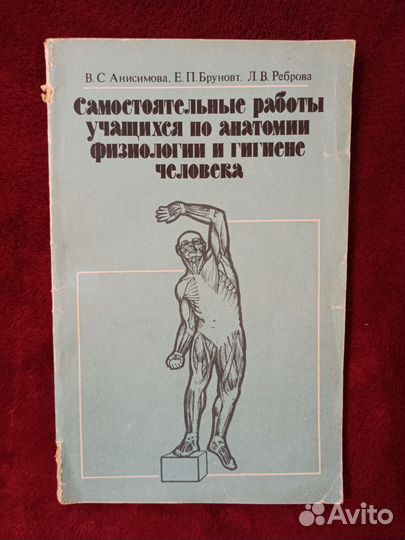 В. С. Анисимова, Е. П. Бруновт, Л. В. Реброва
Самостоятельные работы
учащихся по анатомии
физиологии и гигиене
человека
Avito